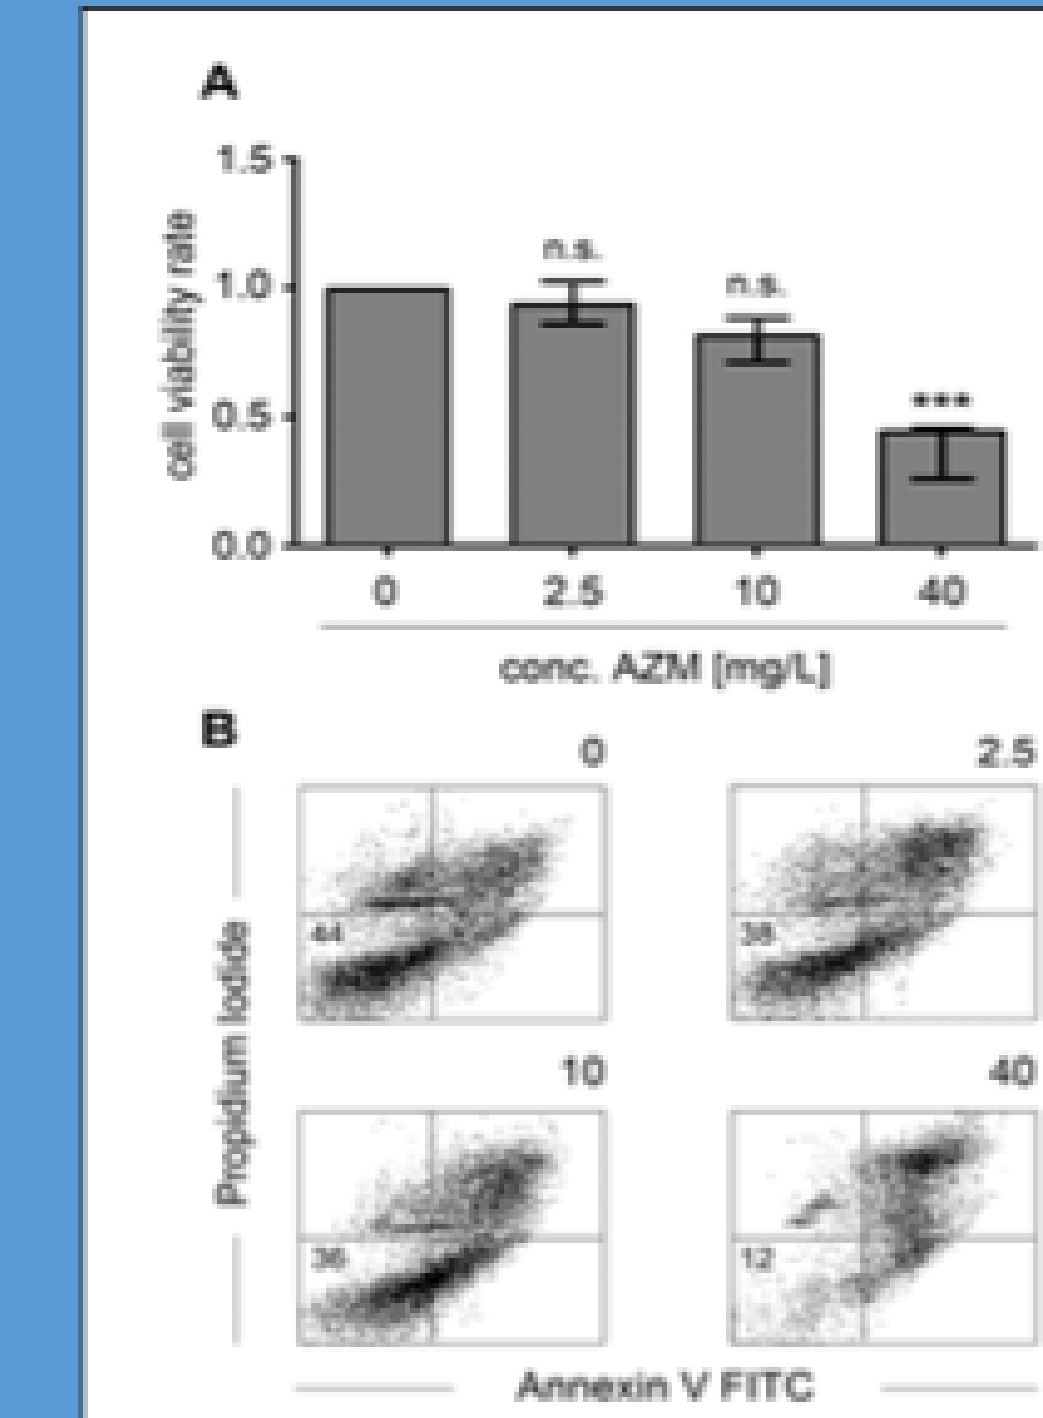 A
1.5
1.0
0.5
0.0
cell viability rate
n.s.
n.s.
***
0 2.5 10 40
conc. AZM [mg/L]
B
0 2.5
44 38
10 40
36 12
Propidium Iodide
Annexin V FITC